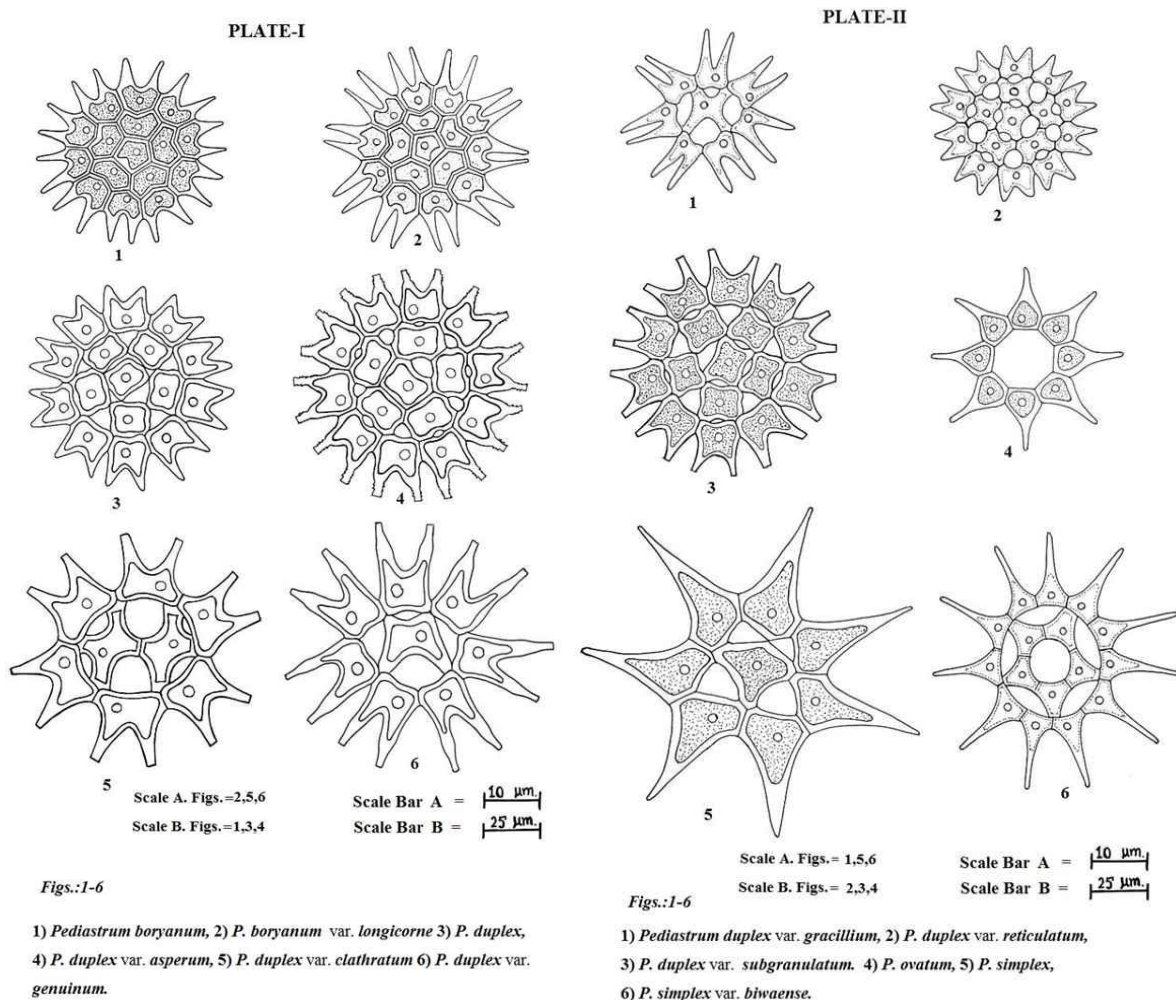 PLATE-I
1
2
3
4
5
6
Scale A. Figs.=2,5,6
Scale Bar A = 10 μm.
Scale B. Figs.=1,3,4
Scale Bar B = 25 μm.
Figs.:1-6
1) Pediastrum boryanum, 2) P. boryanum var. longicorne 3) P. duplex,
4) P. duplex var. asperum, 5) P. duplex var. clathratum 6) P. duplex var.
genuinum.
PLATE-II
1
2
3
4
5
6
Scale A. Figs.= 1,5,6
Scale Bar A = 10 μm.
Scale B. Figs.= 2,3,4
Scale Bar B = 25 μm.
Figs.:1-6
1) Pediastrum duplex var. gracillium, 2) P. duplex var. reticulatum,
3) P. duplex var. subgranulatum. 4) P. ovatum, 5) P. simplex,
6) P. simplex var. biwaense.